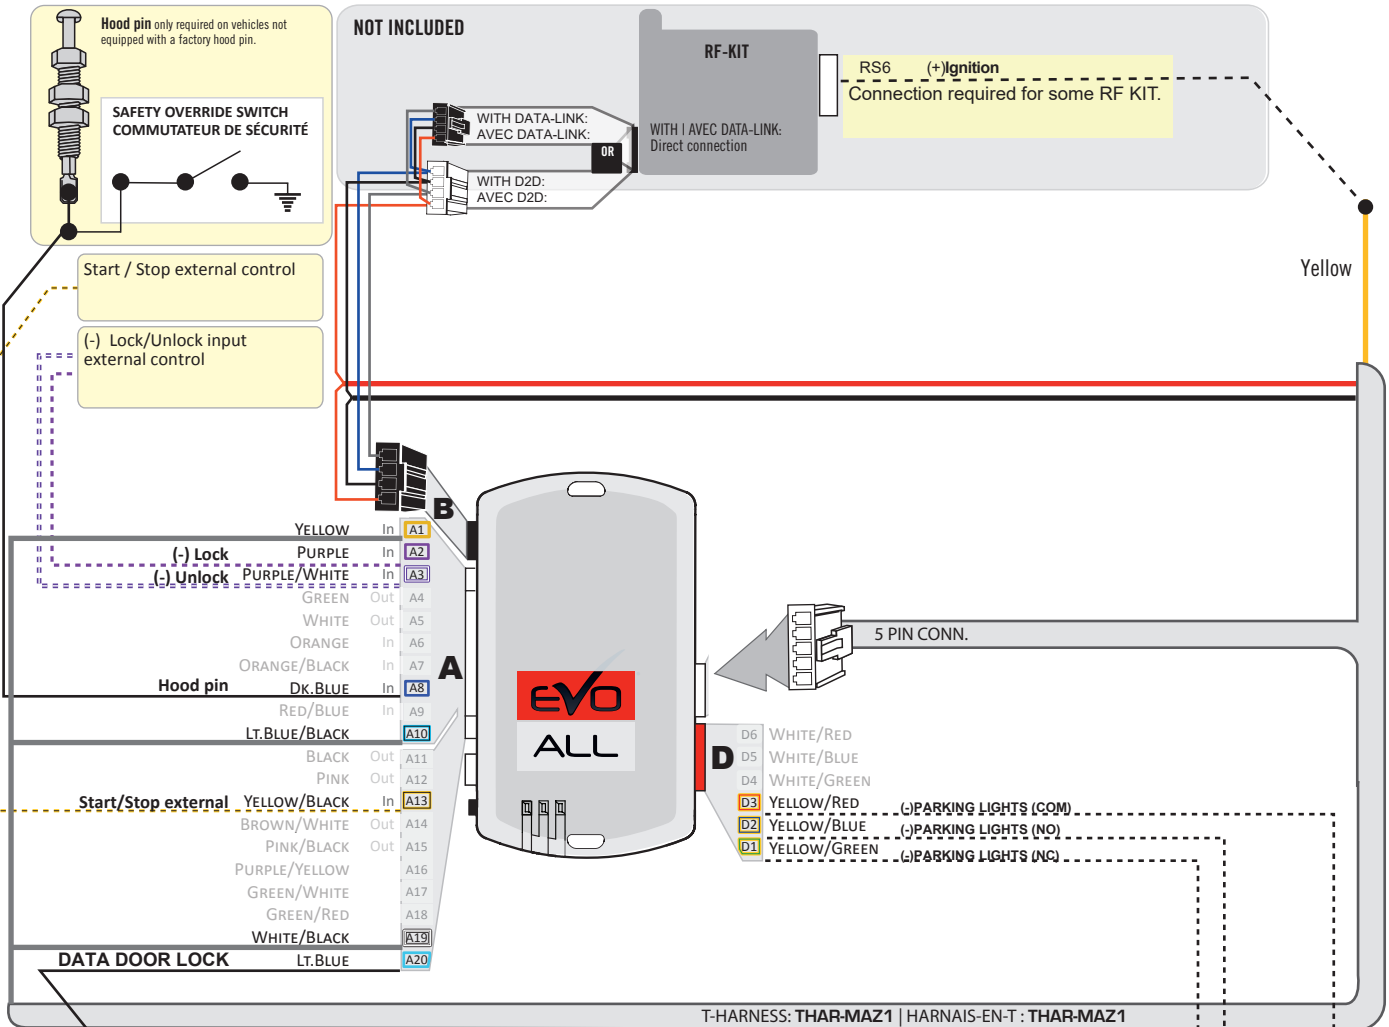 Hood pin only required on vehicles not
equipped with a factory hood pin.
SAFETY OVERRIDE SWITCH
COMMUTATEUR DE SÉCURITÉ
NOT INCLUDED
RF-KIT
WITH | AVEC DATA-LINK:
Direct connection
RS6 (+)Ignition
Connection required for some RF KIT.
WITH DATA-LINK:
AVEC DATA-LINK:
OR
WITH D2D:
AVEC D2D:
Yellow
Start / Stop external control
(-) Lock/Unlock input
external control
B
YELLOW In A1
(-) Lock PURPLE In A2
(-) Unlock PURPLE/WHITE In A3
GREEN Out A4
WHITE Out A5
ORANGE In A6
ORANGE/BLACK In A7
A
Hood pin DK.BLUE In A8
RED/BLUE In A9
LT.BLUE/BLACK A10
BLACK Out A11
PINK Out A12
Start/Stop external YELLOW/BLACK In A13
BROWN/WHITE Out A14
PINK/BLACK Out A15
PURPLE/YELLOW A16
GREEN/WHITE A17
GREEN/RED A18
WHITE/BLACK A19
DATA DOOR LOCK LT.BLUE A20
EVO
ALL
5 PIN CONN.
D
D6 WHITE/RED
D5 WHITE/BLUE
D4 WHITE/GREEN
D3 YELLOW/RED (-)PARKING LIGHTS (COM)
D2 YELLOW/BLUE (-)PARKING LIGHTS (NO)
D1 YELLOW/GREEN (-)PARKING LIGHTS (NC)
T-HARNESS: THAR-MAZ1 | HARNAIS-EN-T : THAR-MAZ1